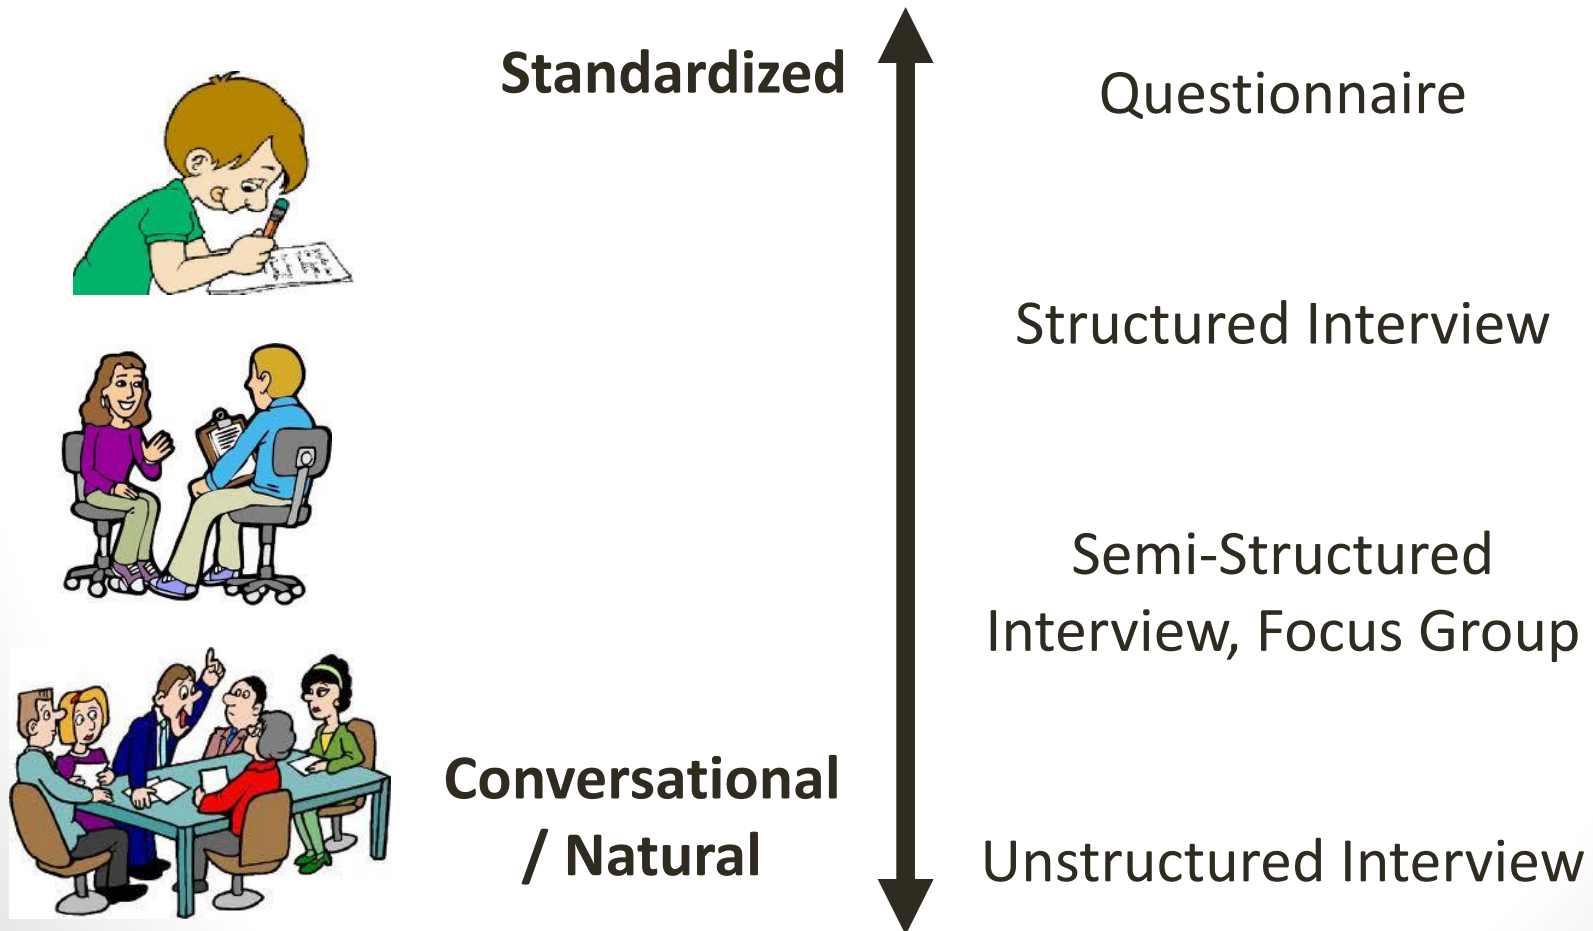 Standardized
Questionnaire
Structured Interview
Semi-Structured
Interview, Focus Group
Conversational
/ Natural
Unstructured Interview